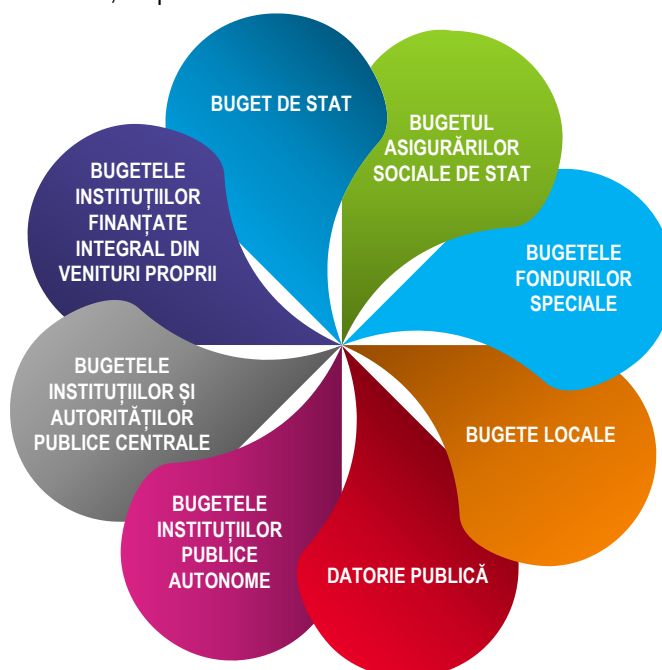 BUGET DE STAT
BUGETUL
ASIGURĂRILOR
SOCIALE DE STAT
BUGETELE
FONDURILOR
SPECIALE
BUGETE LOCALE
DATORIE PUBLICĂ
BUGETELE
INSTITUȚIILOR
PUBLICE
AUTONOME
BUGETELE
INSTITUȚIILOR ȘI
AUTORITĂȚILOR
PUBLICE CENTRALE
BUGETELE
INSTITUȚIILOR
FINANȚATE
INTEGRAL DIN
VENITURI PROPRII